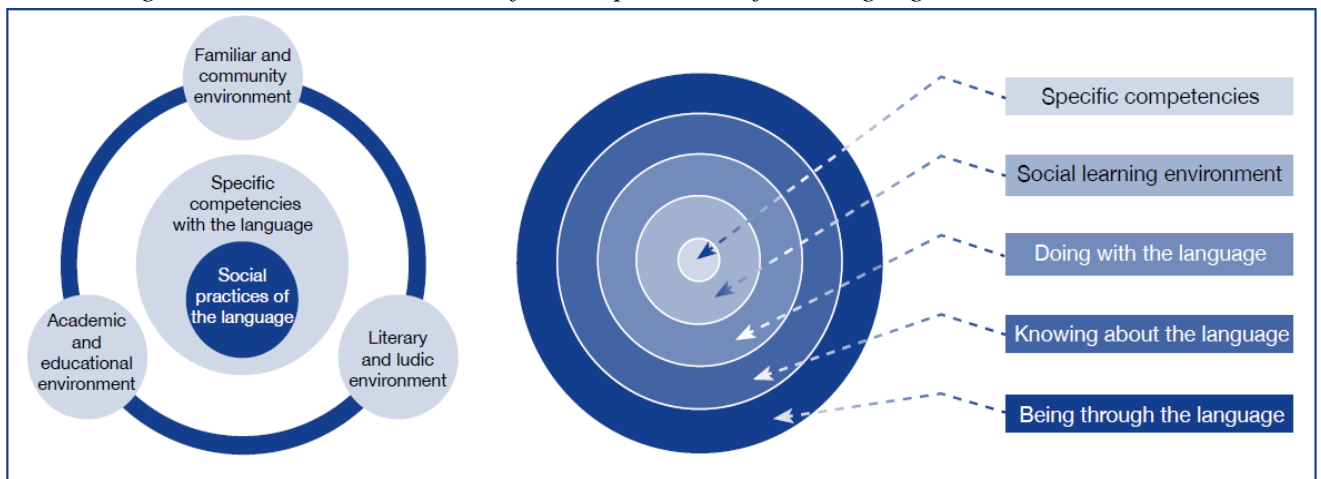 Familiar and
community
environment
Specific
competencies
with the language
Social
practices of
the language
Academic
and
educational
environment
Literary
and ludic
environment
Specific competencies
Social learning environment
Doing with the language
Knowing about the language
Being through the language